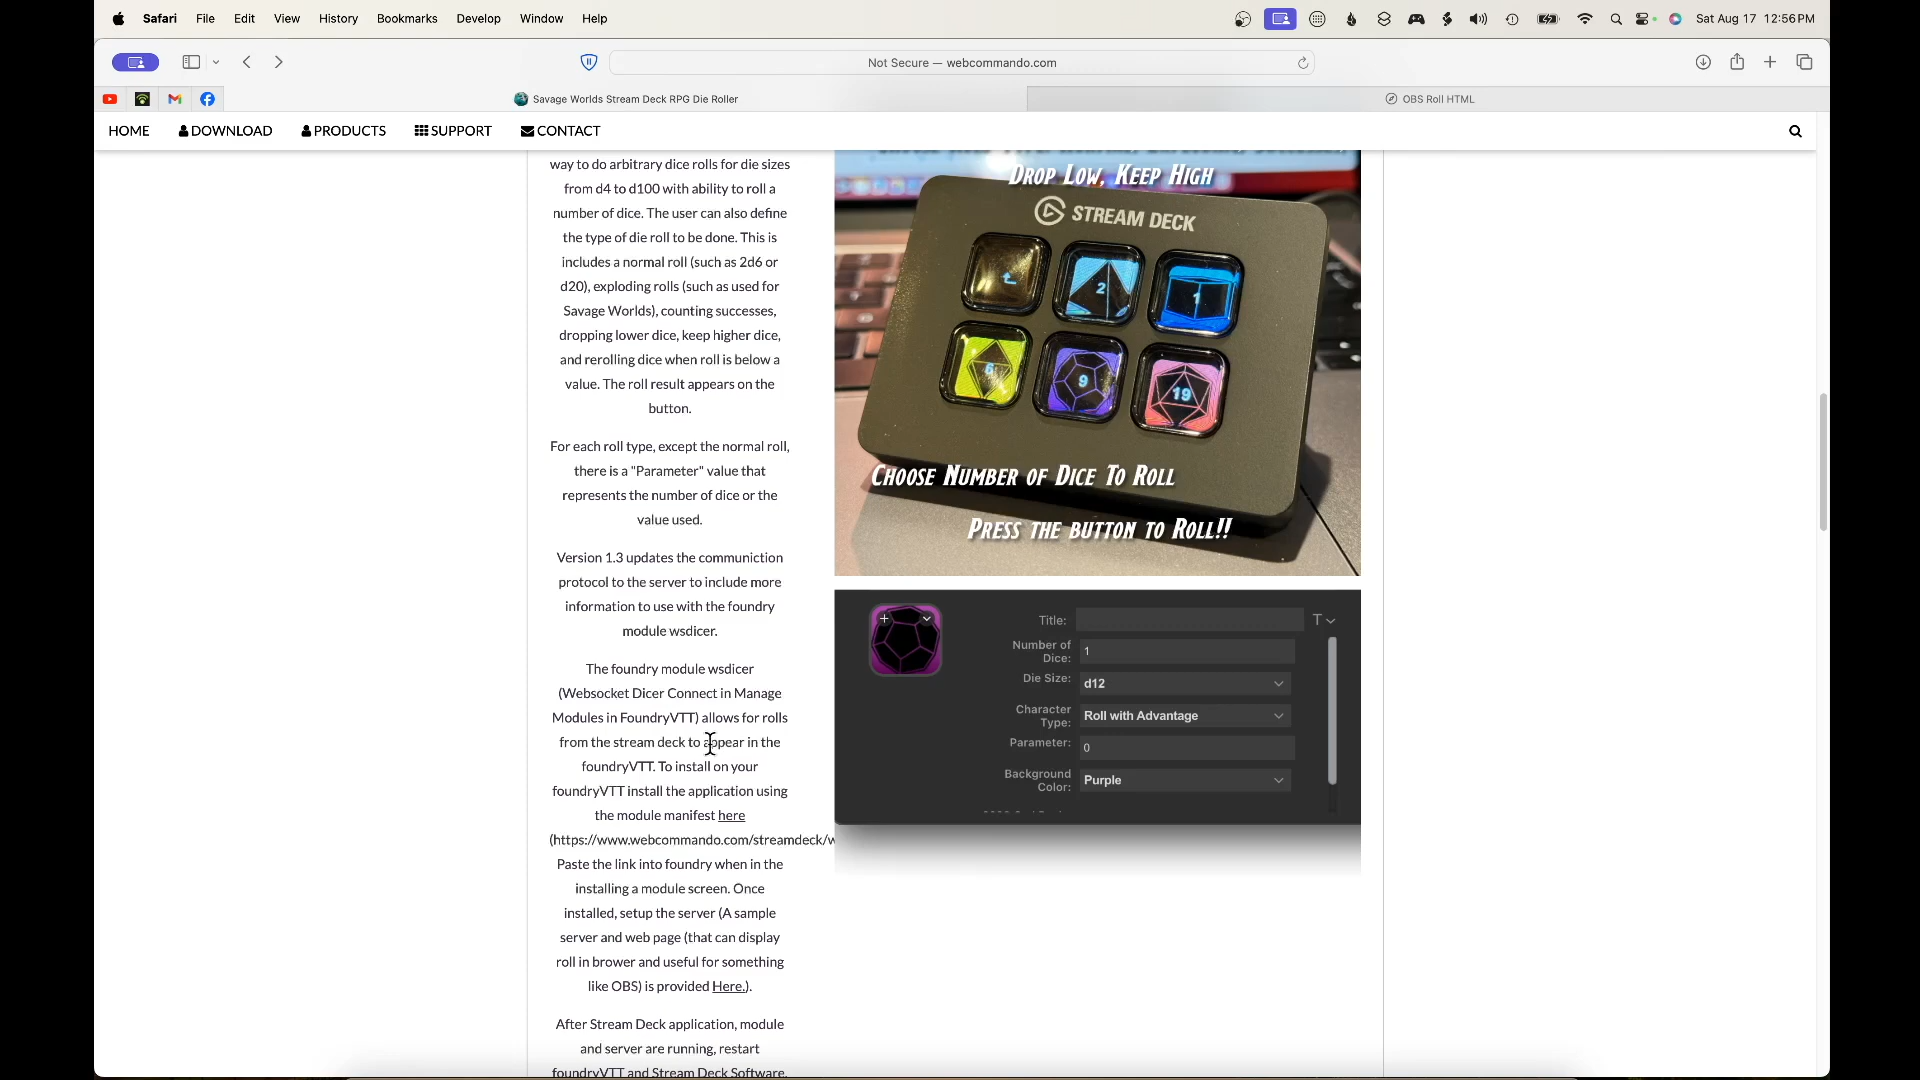 Safari File Edit View History Bookmarks Develop Window Help Sat Aug 17 12:56 PM
Not Secure — webcommando.com
Savage Worlds Stream Deck RPG Die Roller OBS Roll HTML
HOME DOWNLOAD PRODUCTS SUPPORT CONTACT
way to do arbitrary dice rolls for die sizes
from d4 to d100 with ability to roll a
number of dice. The user can also define
the type of die roll to be done. This is
includes a normal roll (such as 2d6 or
d20), exploding rolls (such as used for
Savage Worlds), counting successes,
dropping lower dice, keep higher dice,
and rerolling dice when roll is below a
value. The roll result appears on the
button.
For each roll type, except the normal roll,
there is a "Parameter" value that
represents the number of dice or the
value used.
Version 1.3 updates the communiction
protocol to the server to include more
information to use with the foundry
module wsdicer.
The foundry module wsdicer
(Websocket Dicer Connect in Manage
Modules in FoundryVTT) allows for rolls
from the stream deck to appear in the
foundryVTT. To install on your
foundryVTT install the application using
the module manifest here
(https://www.webcommando.com/streamdeck/w
Paste the link into foundry when in the
installing a module screen. Once
installed, setup the server (A sample
server and web page (that can display
roll in brower and useful for something
like OBS) is provided Here.).
After Stream Deck application, module
and server are running, restart
foundryVTT and Stream Deck Software.
Drop Low, Keep High
STREAM DECK
2 1
6 9 19
Choose Number of Dice To Roll
Press the button to Roll!!
Title: T
Number of
Dice: 1
Die Size: d12
Character
Type: Roll with Advantage
Parameter: 0
Background
Color: Purple